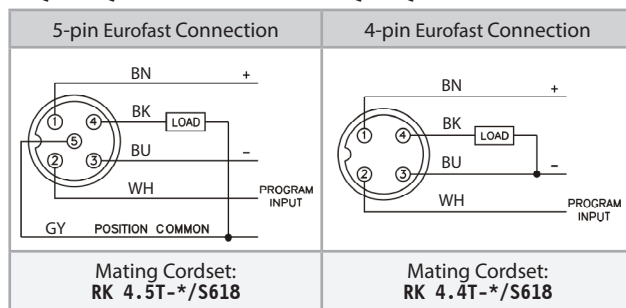 5-pin Eurofast Connection
BN +
1 4 BK LOAD
5
2 3 BU –
WH PROGRAM
INPUT
GY POSITION COMMON
Mating Cordset:
RK 4.5T-*/S618
4-pin Eurofast Connection
BN +
1 4 BK LOAD
2 3 BU –
WH PROGRAM
INPUT
Mating Cordset:
RK 4.4T-*/S618